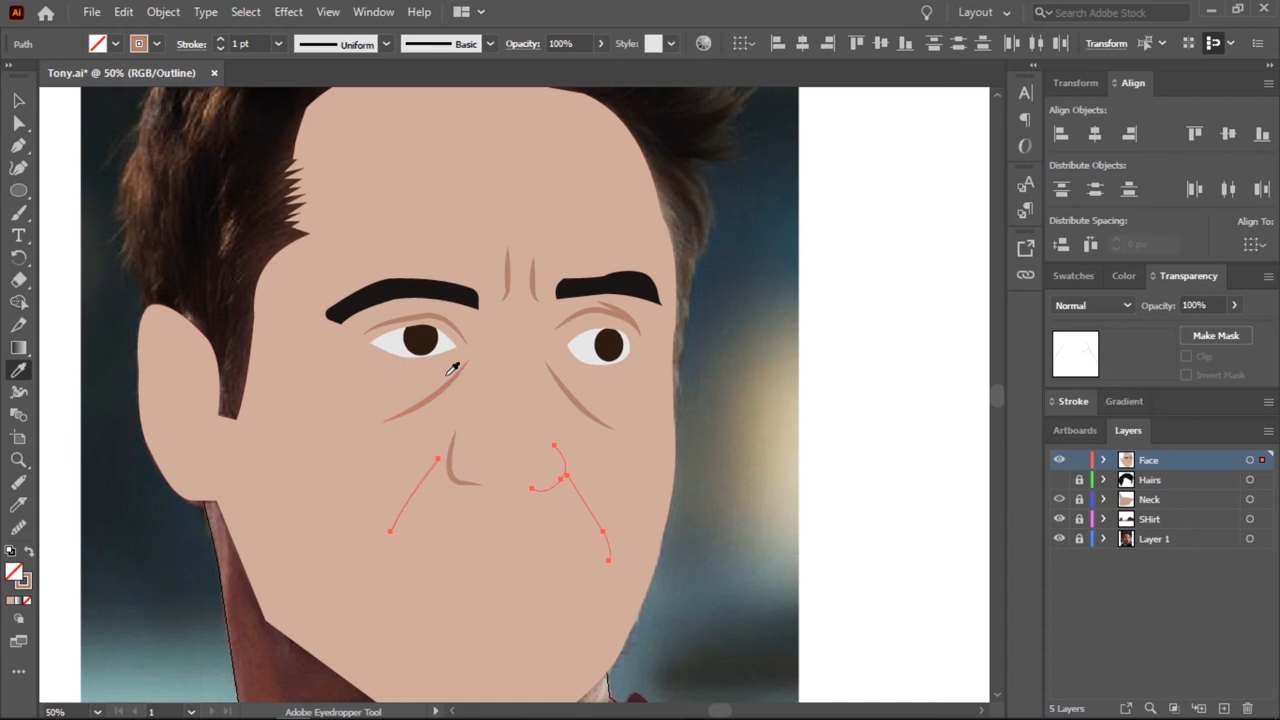 Ai File Edit Object Type Select Effect View Window Help Layout Search Adobe Stock
Path Stroke: 1 pt Uniform Basic Opacity: 100% Style: Transform
Tony.ai* @ 50% (RGB/Outline)
Transform Align
Align Objects:
Distribute Objects:
Distribute Spacing: Align To:
0 px
Swatches Color Transparency
Normal Opacity: 100%
Make Mask
Clip
Invert Mask
Stroke Gradient
Artboards Layers
Face
Hairs
Neck
SHirt
Layer 1
5 Layers
50% 1 Adobe Eyedropper Tool